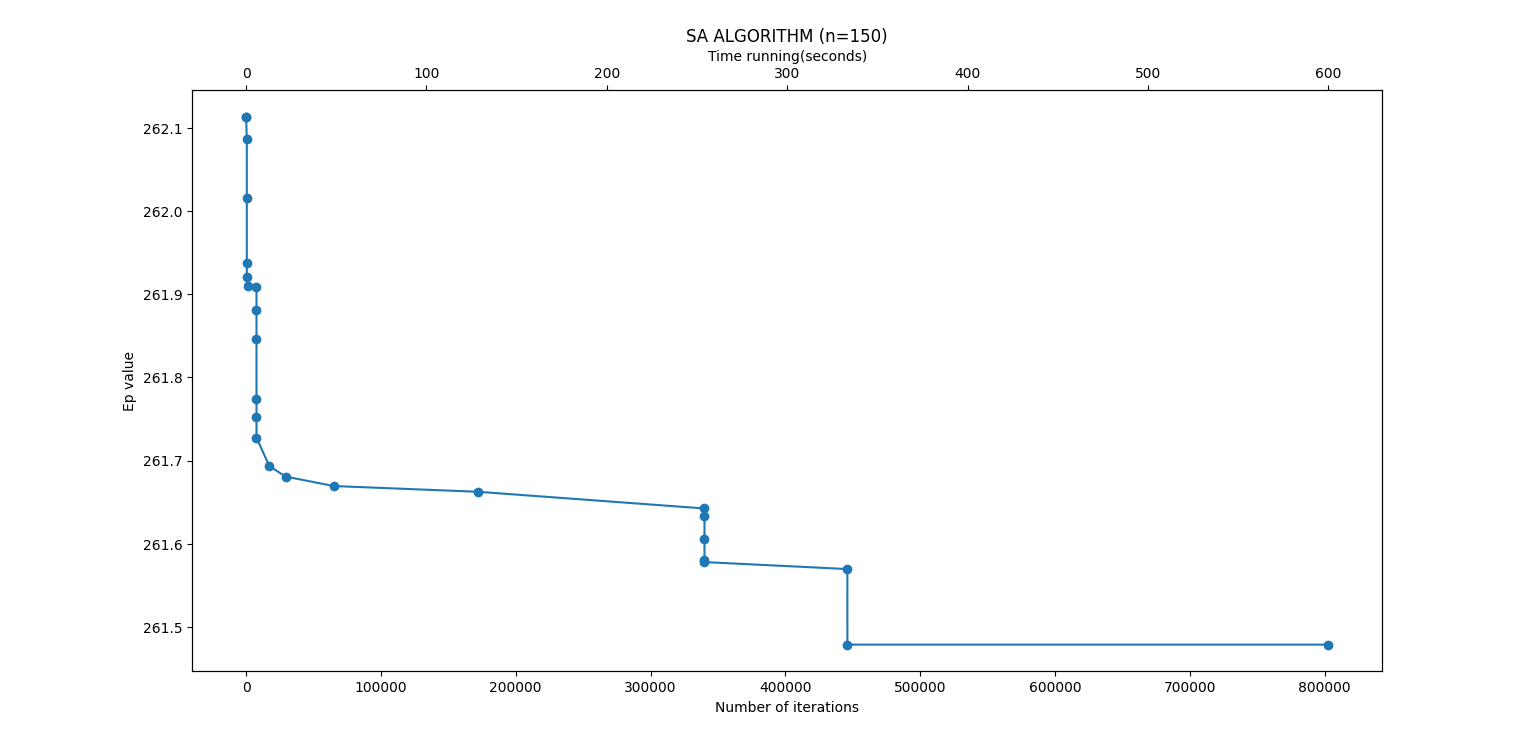 SA ALGORITHM (n=150)
Time running(seconds)
0 100 200 300 400 500 600
262.1
262.0
261.9
261.8
261.7
261.6
261.5
Ep value
0 100000 200000 300000 400000 500000 600000 700000 800000
Number of iterations